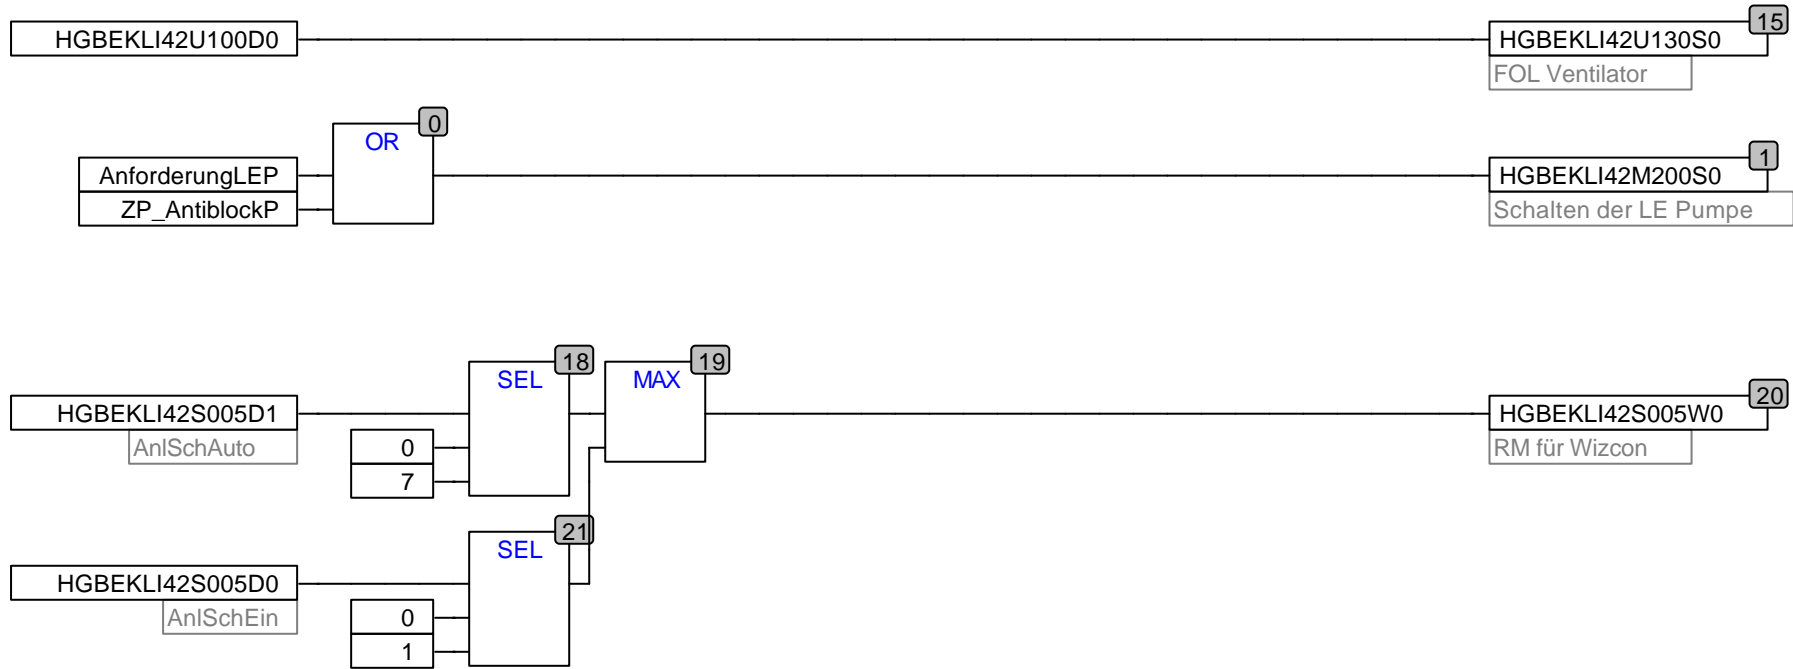 HGBEKLI42U100D0
15
HGBEKLI42U130S0
FOL Ventilator
0
OR
AnforderungLEP
ZP_AntiblockP
1
HGBEKLI42M200S0
Schalten der LE Pumpe
18
SEL
19
MAX
HGBEKLI42S005D1
AnlSchAuto
0
7
20
HGBEKLI42S005W0
RM für Wizcon
21
SEL
HGBEKLI42S005D0
AnlSchEin
0
1